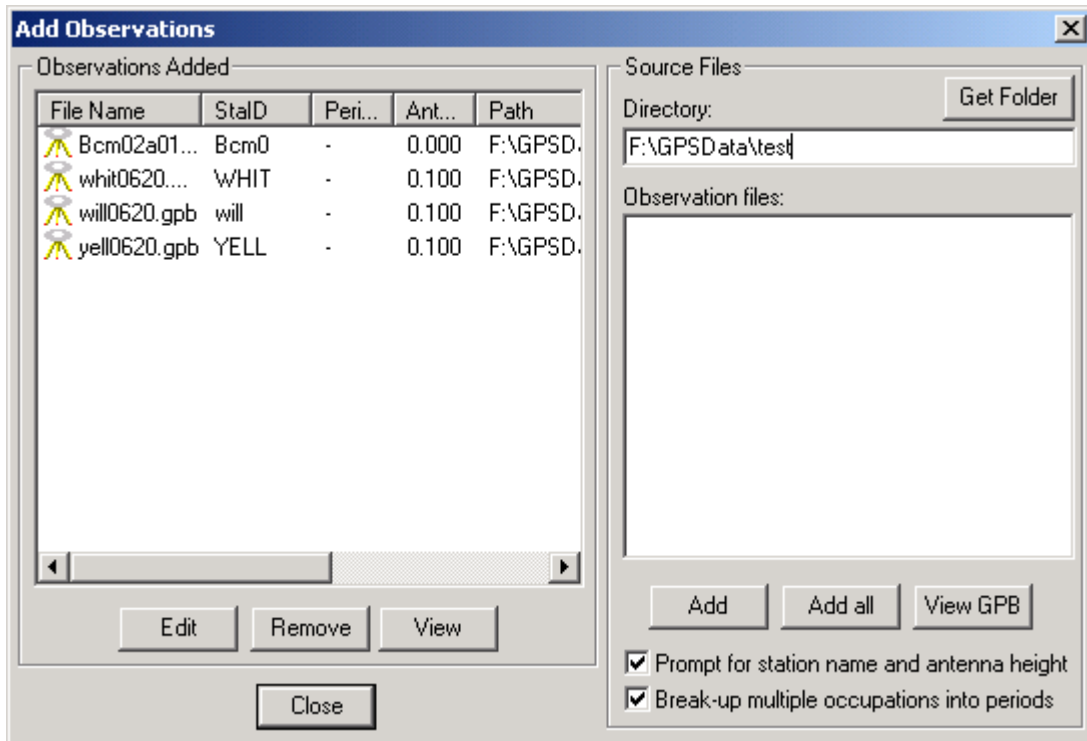 Add Observations
Observations Added
File Name StaID Peri... Ant... Path
Bcm02a01... Bcm0 - 0.000 F:\GPSD
whit0620.... WHIT - 0.100 F:\GPSD
will0620.gpb will - 0.100 F:\GPSD
yell0620.gpb YELL - 0.100 F:\GPSD
Edit Remove View
Close
Source Files
Get Folder
Directory:
F:\GPSData\test
Observation files:
Add Add all View GPB
Prompt for station name and antenna height
Break-up multiple occupations into periods